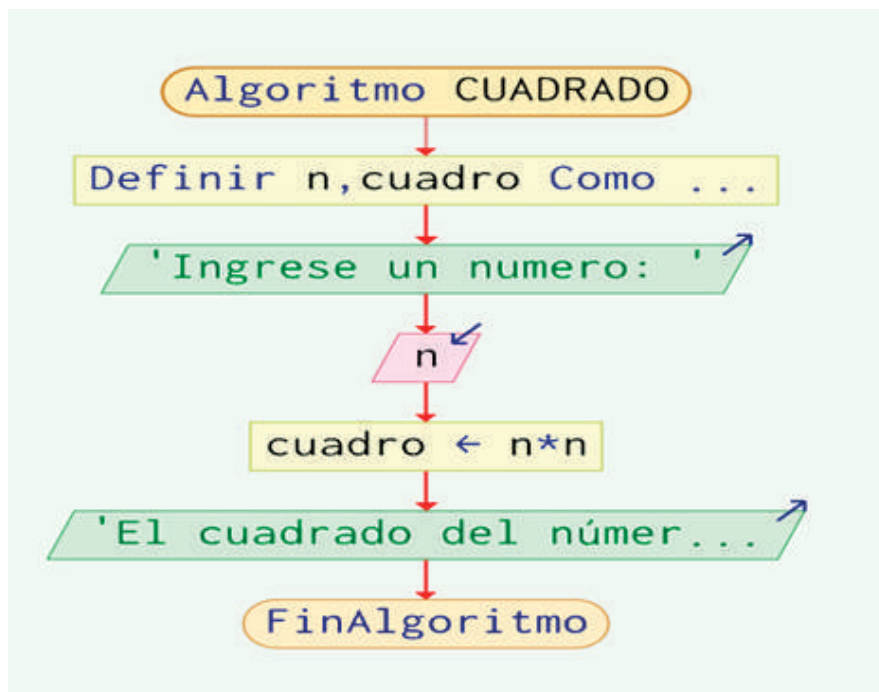 Algoritmo CUADRADO
Definir n,cuadro Como ...
'Ingrese un numero: '
n
cuadro ← n*n
'El cuadrado del númer...
FinAlgoritmo